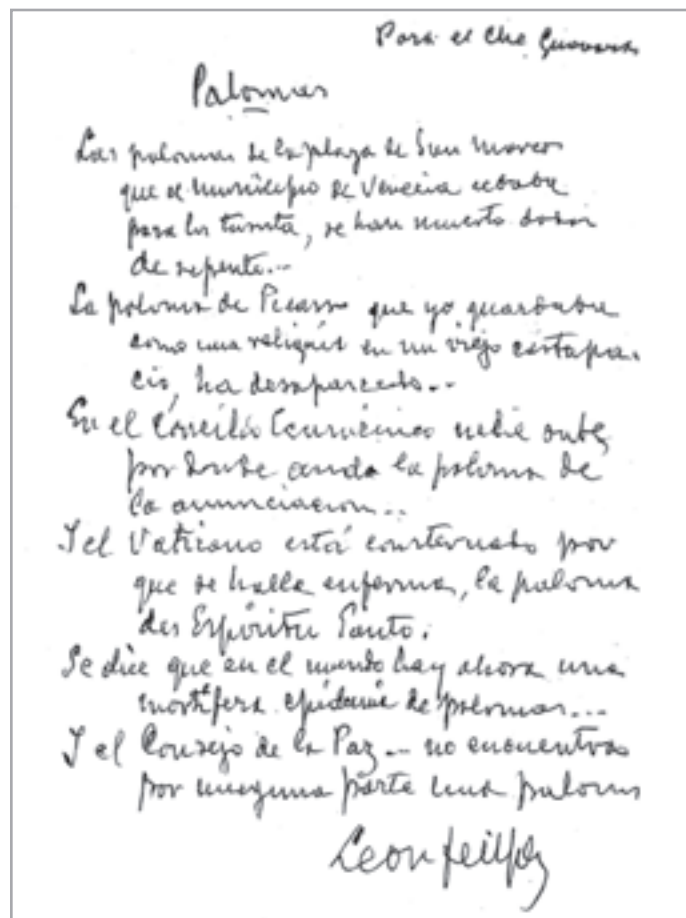 Para el Che Guevara
Palomas
Las palomas de la plaza de San Marcos
que el municipio de Venecia cebaba
para los turistas, se han muerto todas
de repente...
La paloma de Picasso que yo guardaba
como una reliquia en un viejo cartapa-
cio, ha desaparecido...
En el Concilio Ecuménico nadie sabe
por donde anda la paloma de
la anunciacion...
Y el Vaticano está consternado por
que se halla enferma, la paloma
del Espíritu Santo.
Se dice que en el mundo hay ahora una
mortífera epidemia de palomas...
Y el Consejo de la Paz... no encuentra
por ninguna parte una paloma
Leon Felipe